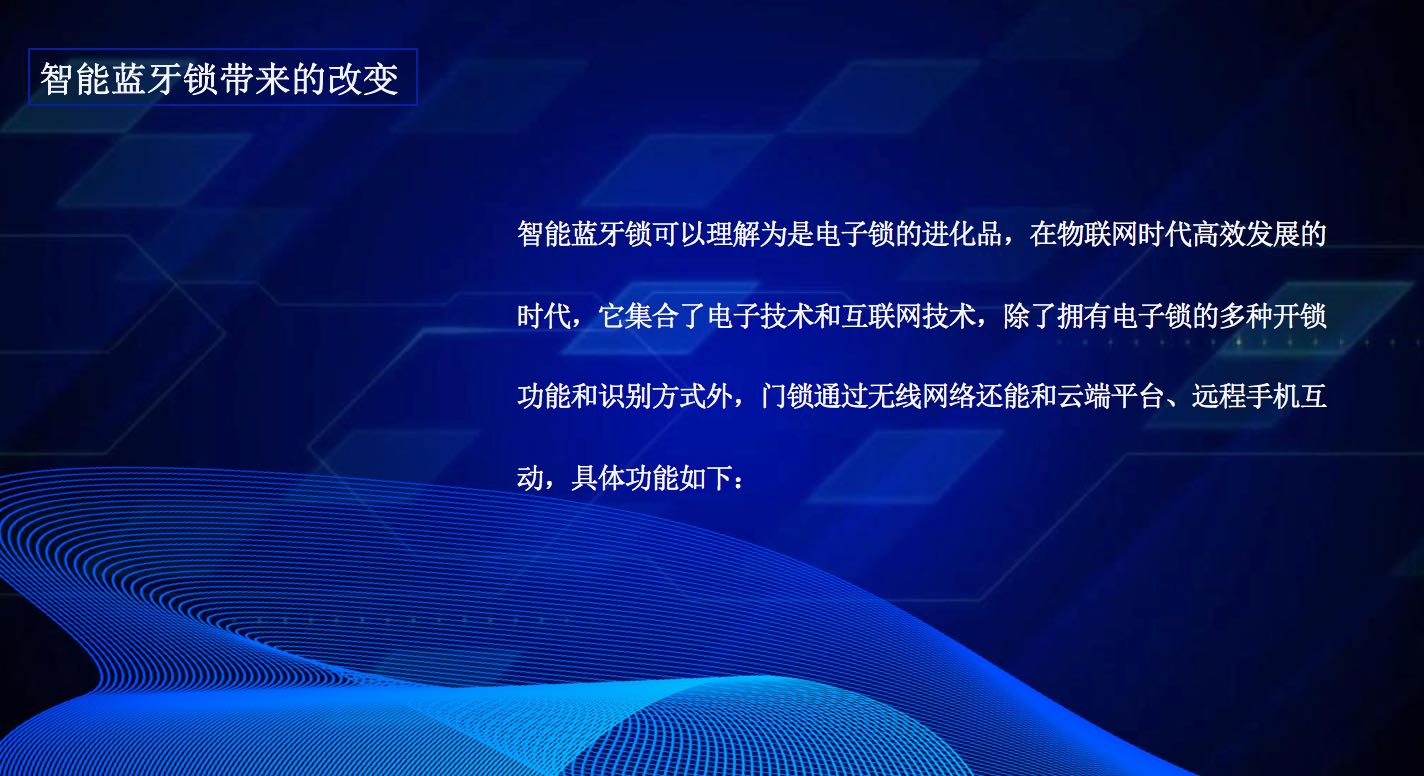 智能蓝牙锁带来的改变
智能蓝牙锁可以理解为是电子锁的进化品，在物联网时代高效发展的
时代，它集合了电子技术和互联网技术，除了拥有电子锁的多种开锁
功能和识别方式外，门锁通过无线网络还能和云端平台、远程手机互
动，具体功能如下：